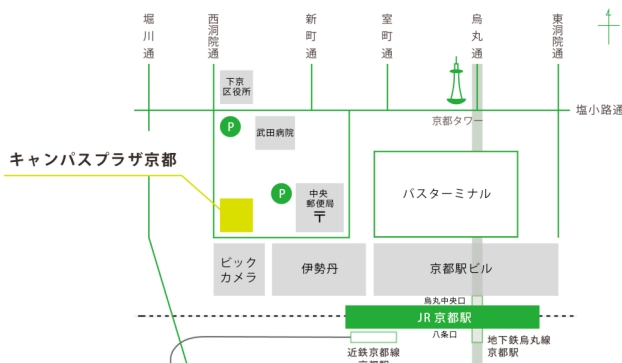 堀川通
西洞院通
新町通
室町通
烏丸通
東洞院通
4
下京
区役所
塩小路通
京都タワー
P
武田病院
キャンパスプラザ京都
P
中央
郵便局
〒
バスターミナル
ビック
カメラ
伊勢丹
京都駅ビル
烏丸中央口
JR 京都駅
八条口
地下鉄烏丸線
京都駅
近鉄京都線
京都駅